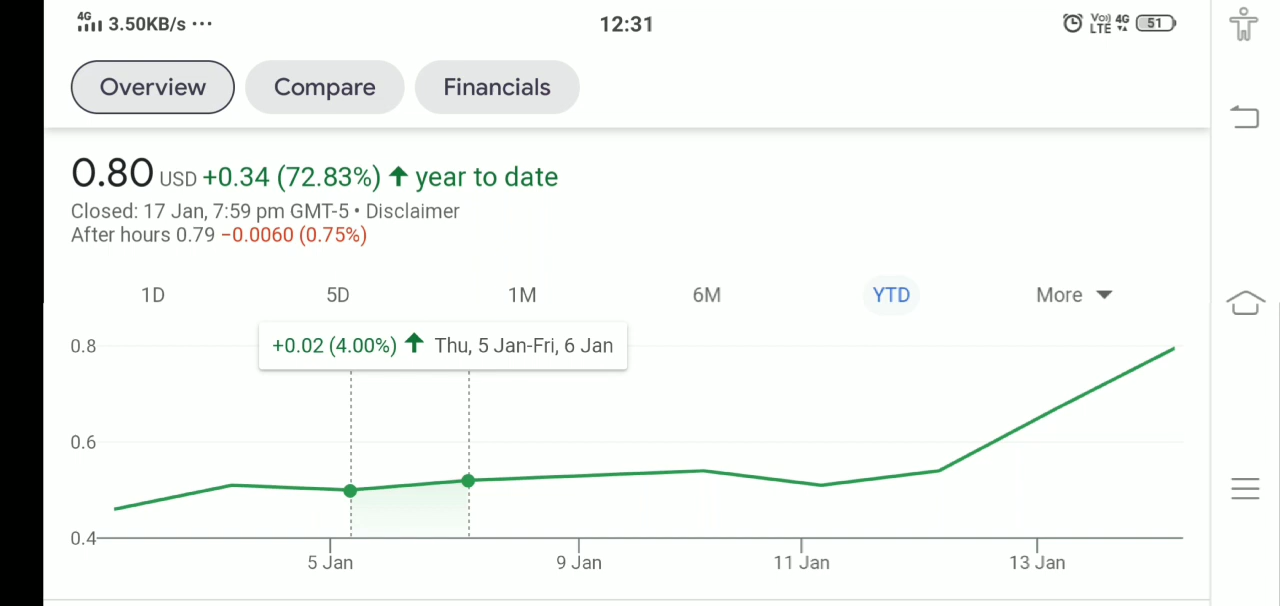 4G 3.50KB/s ··· 12:31 Vo) LTE 4G 51
Overview Compare Financials
0.80 USD +0.34 (72.83%) ↑ year to date
Closed: 17 Jan, 7:59 pm GMT-5 • Disclaimer
After hours 0.79 −0.0060 (0.75%)
1D 5D 1M 6M YTD More
+0.02 (4.00%) ↑ Thu, 5 Jan-Fri, 6 Jan
0.8
0.6
0.4
5 Jan 9 Jan 11 Jan 13 Jan